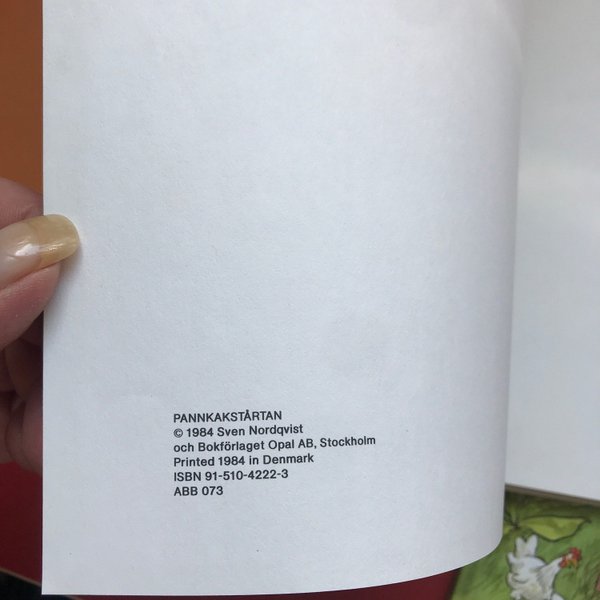 PANNKAKSTÅRTAN
© 1984 Sven Nordqvist
och Bokförlaget Opal AB, Stockholm
Printed 1984 in Denmark
ISBN 91-510-4222-3
ABB 073